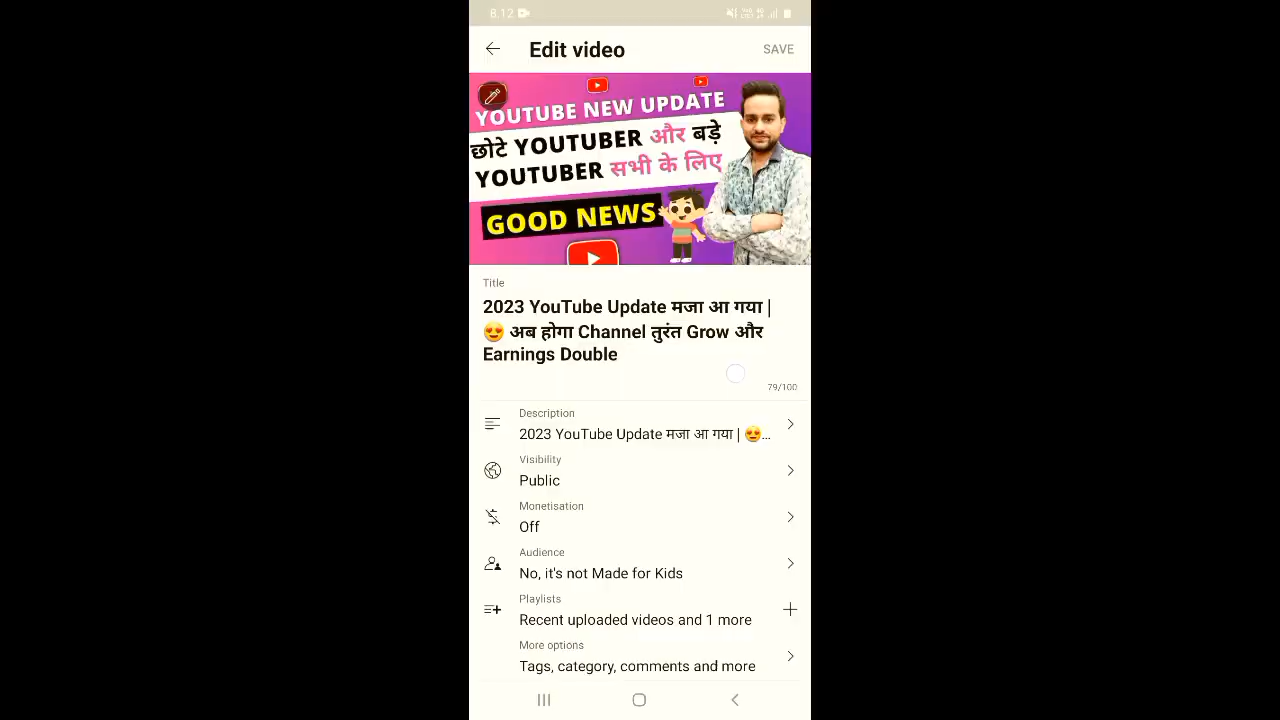 8.12
Edit video
SAVE
YOUTUBE NEW UPDATE
छोटे YOUTUBER और बड़े
YOUTUBER सभी के लिए
GOOD NEWS
Title
2023 YouTube Update मजा आ गया |
😍 अब होगा Channel तुरंत Grow और
Earnings Double
79/100
Description
2023 YouTube Update मजा आ गया | 😍...
Visibility
Public
Monetisation
Off
Audience
No, it's not Made for Kids
Playlists
Recent uploaded videos and 1 more
More options
Tags, category, comments and more